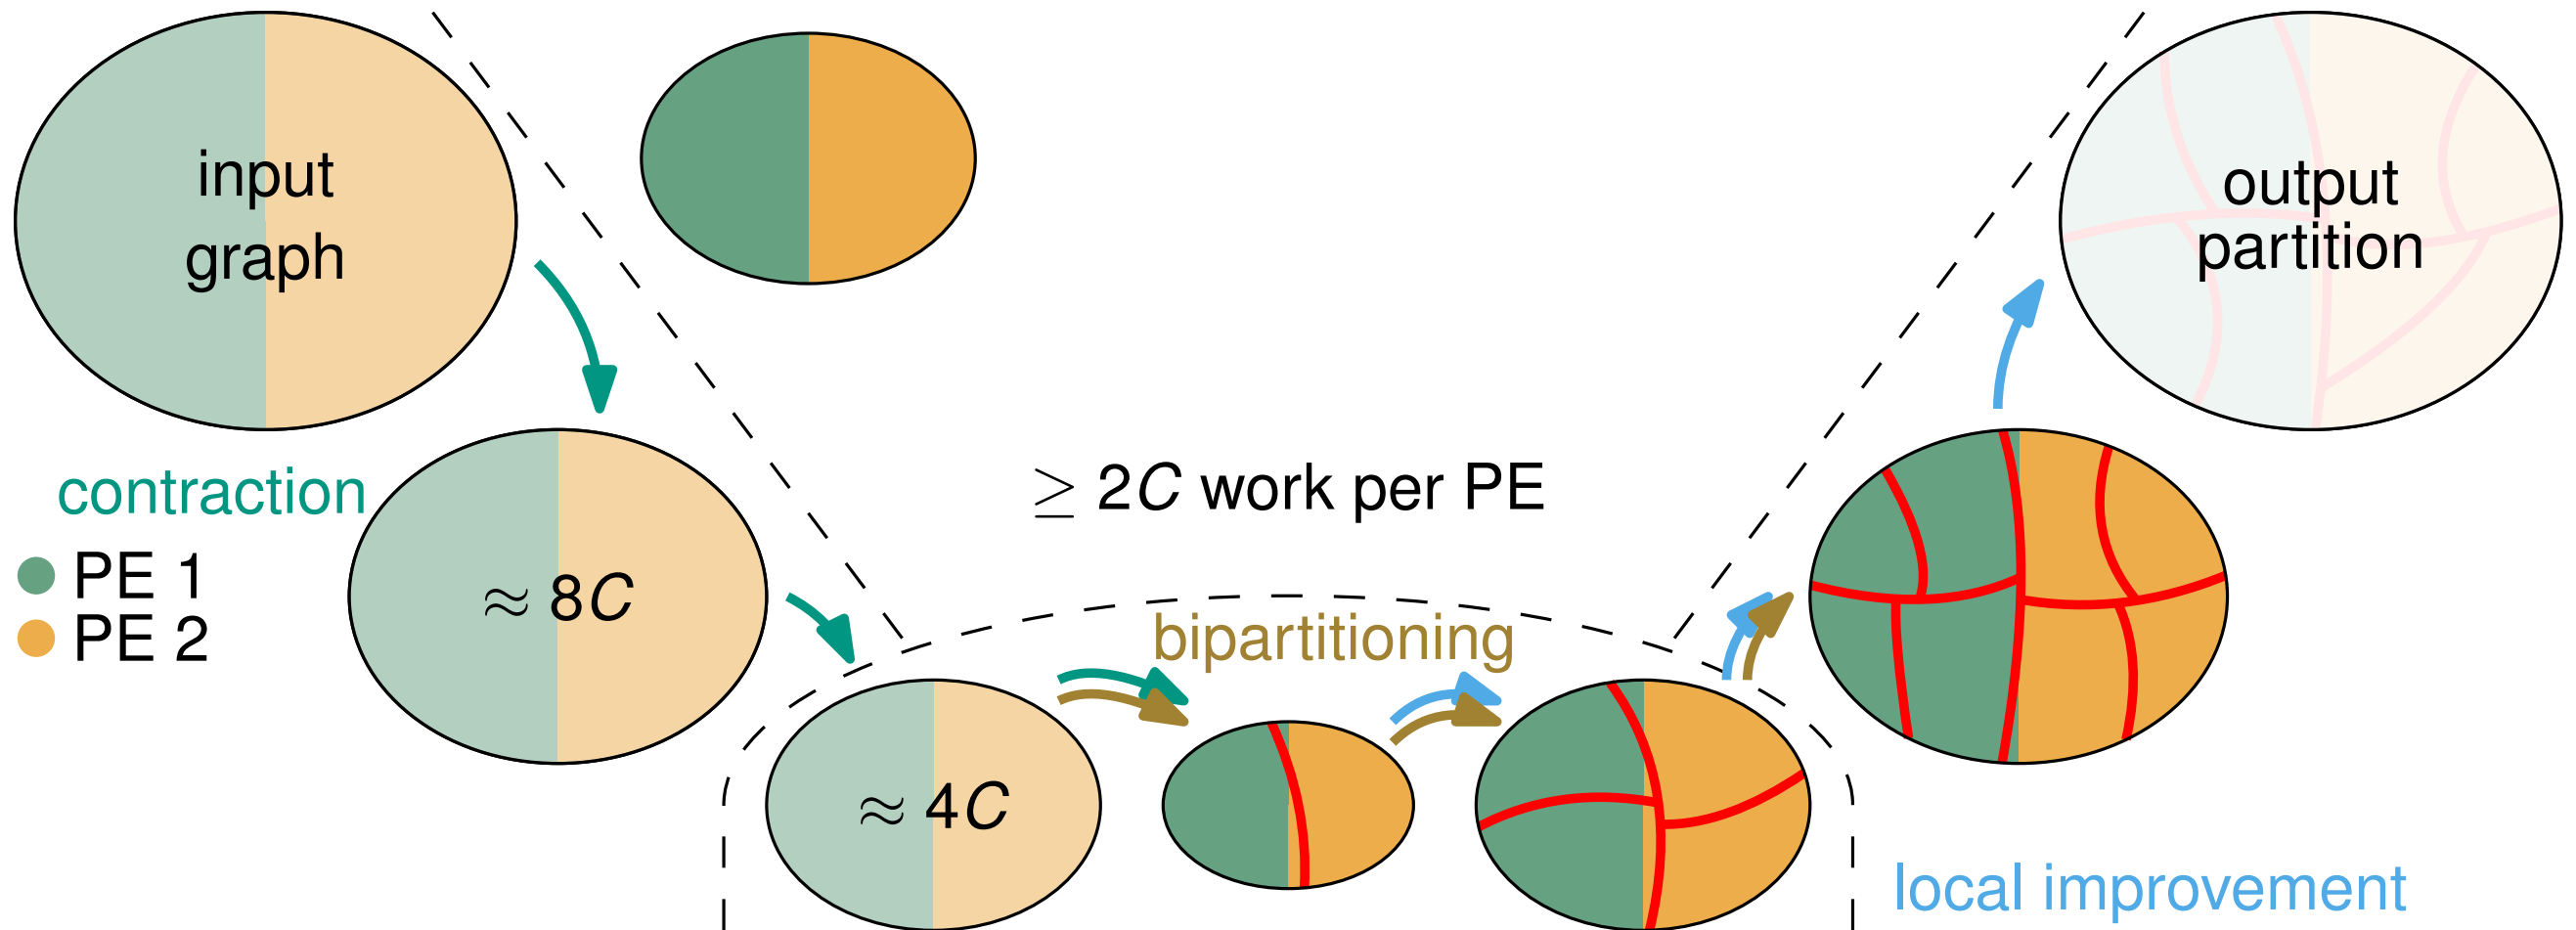 input
graph
contraction
PE 1
PE 2
≈ 8C
≥ 2C work per PE
bipartitioning
≈ 4C
output
partition
local improvement